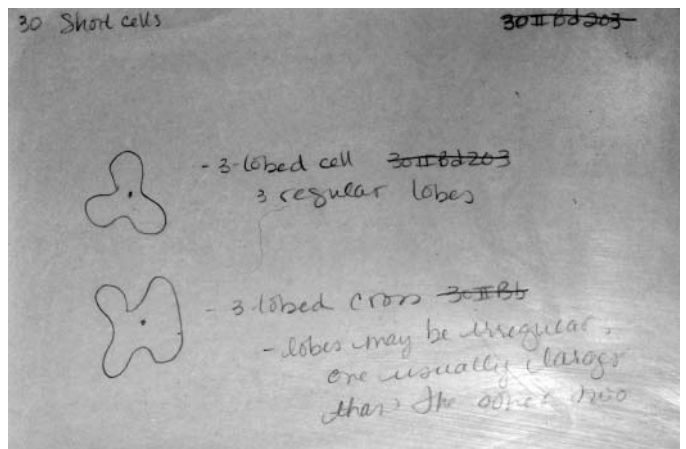 30 Short cells
30IIBd203
- 3-lobed cell 30IIBd203
3 regular lobes
- 3-lobed cross 30IIBb
- lobes may be irregular,
one usually larger
than the other two